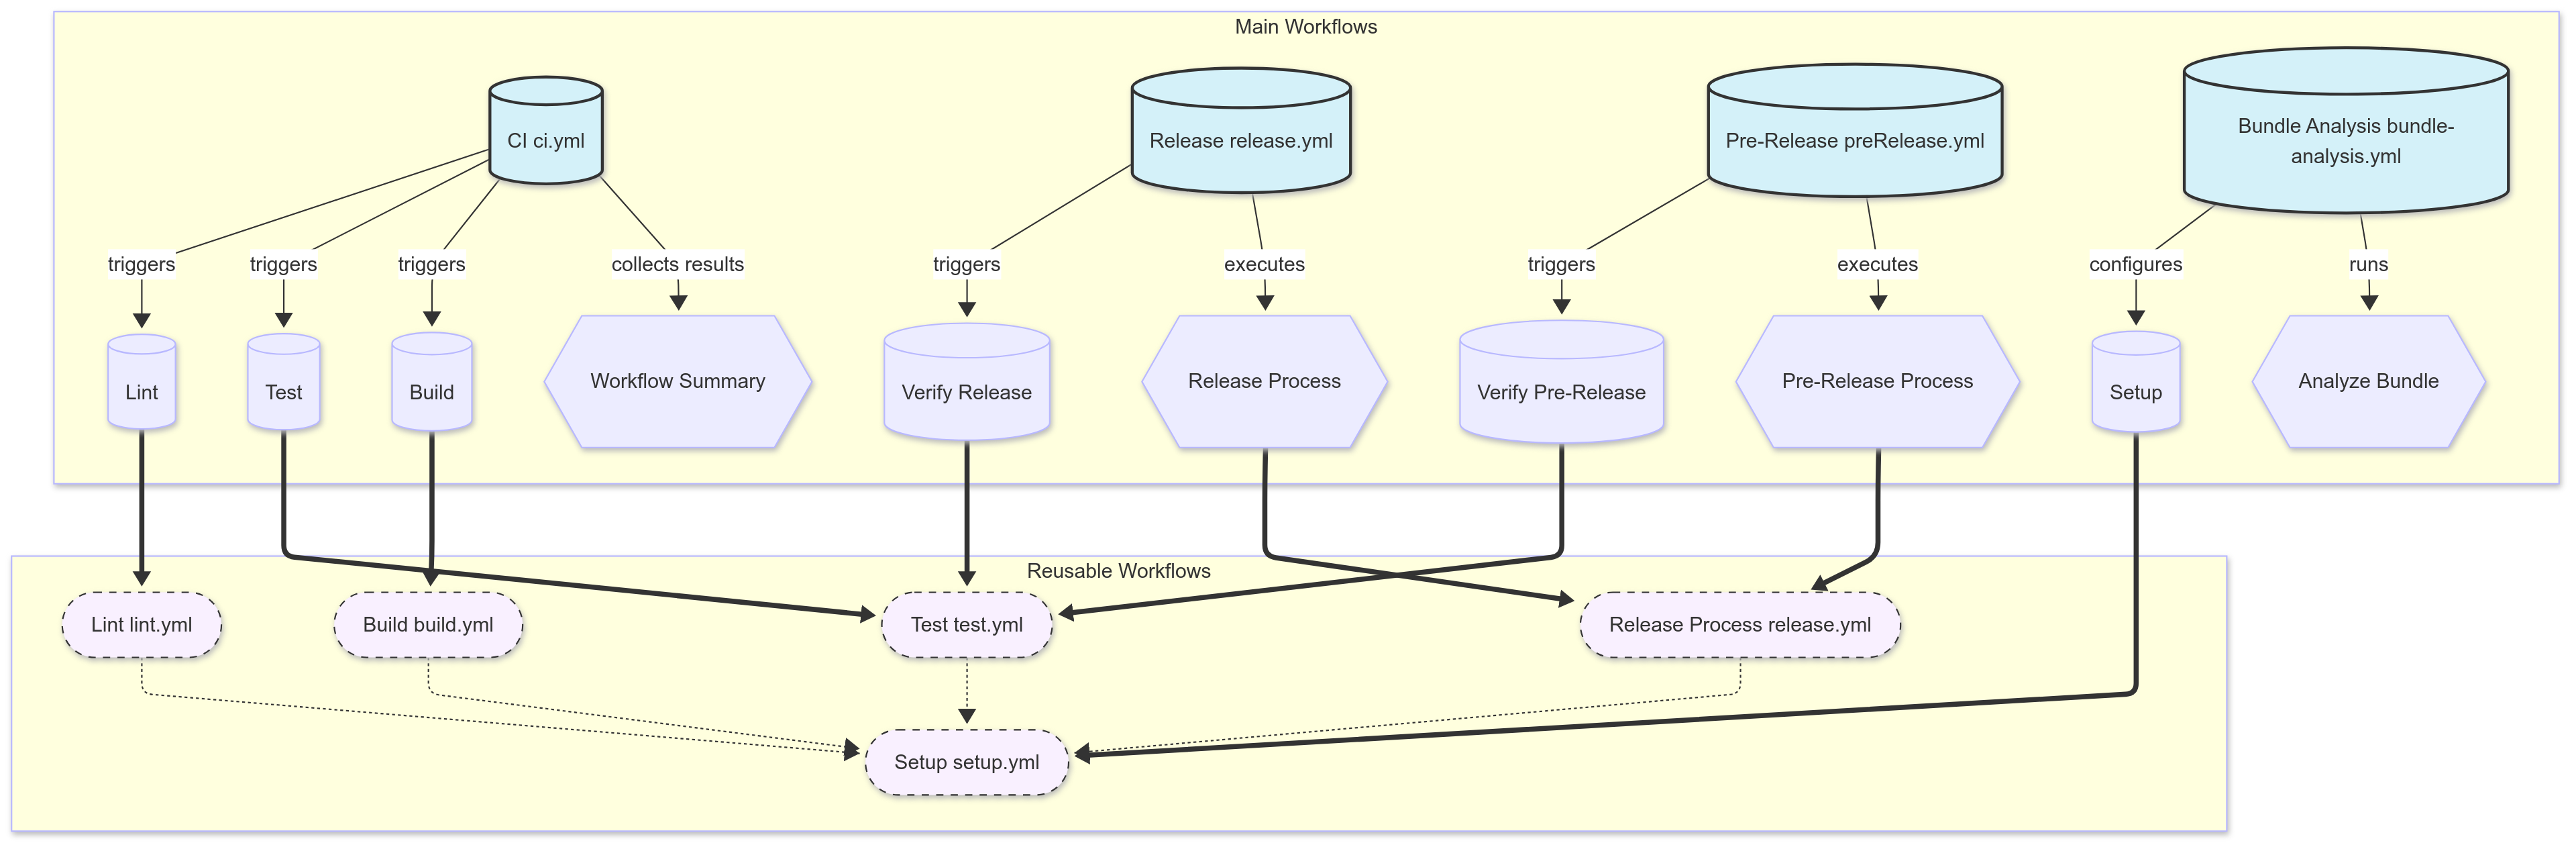 Main Workflows
CI ci.yml
Release release.yml
Pre-Release preRelease.yml
Bundle Analysis bundle-
analysis.yml
triggers
triggers
triggers
collects results
triggers
executes
triggers
executes
configures
runs
Lint
Test
Build
Workflow Summary
Verify Release
Release Process
Verify Pre-Release
Pre-Release Process
Setup
Analyze Bundle
Reusable Workflows
Lint lint.yml
Build build.yml
Test test.yml
Release Process release.yml
Setup setup.yml